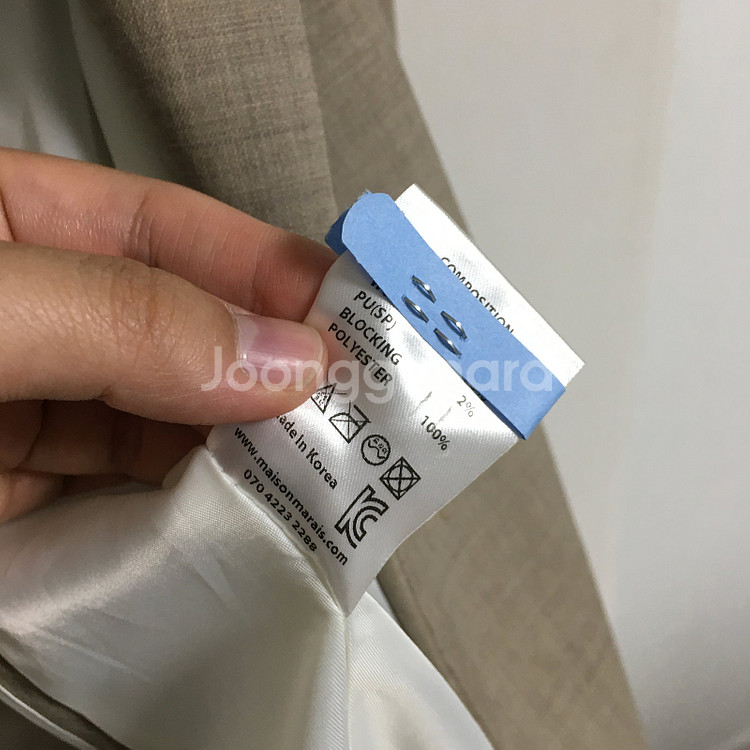 COMPOSITION
PU(SP) 2%
BLOCKING
POLYESTER 100%
Made in Korea
www.maisonmarais.com
070 4223 2288
Joonggonara